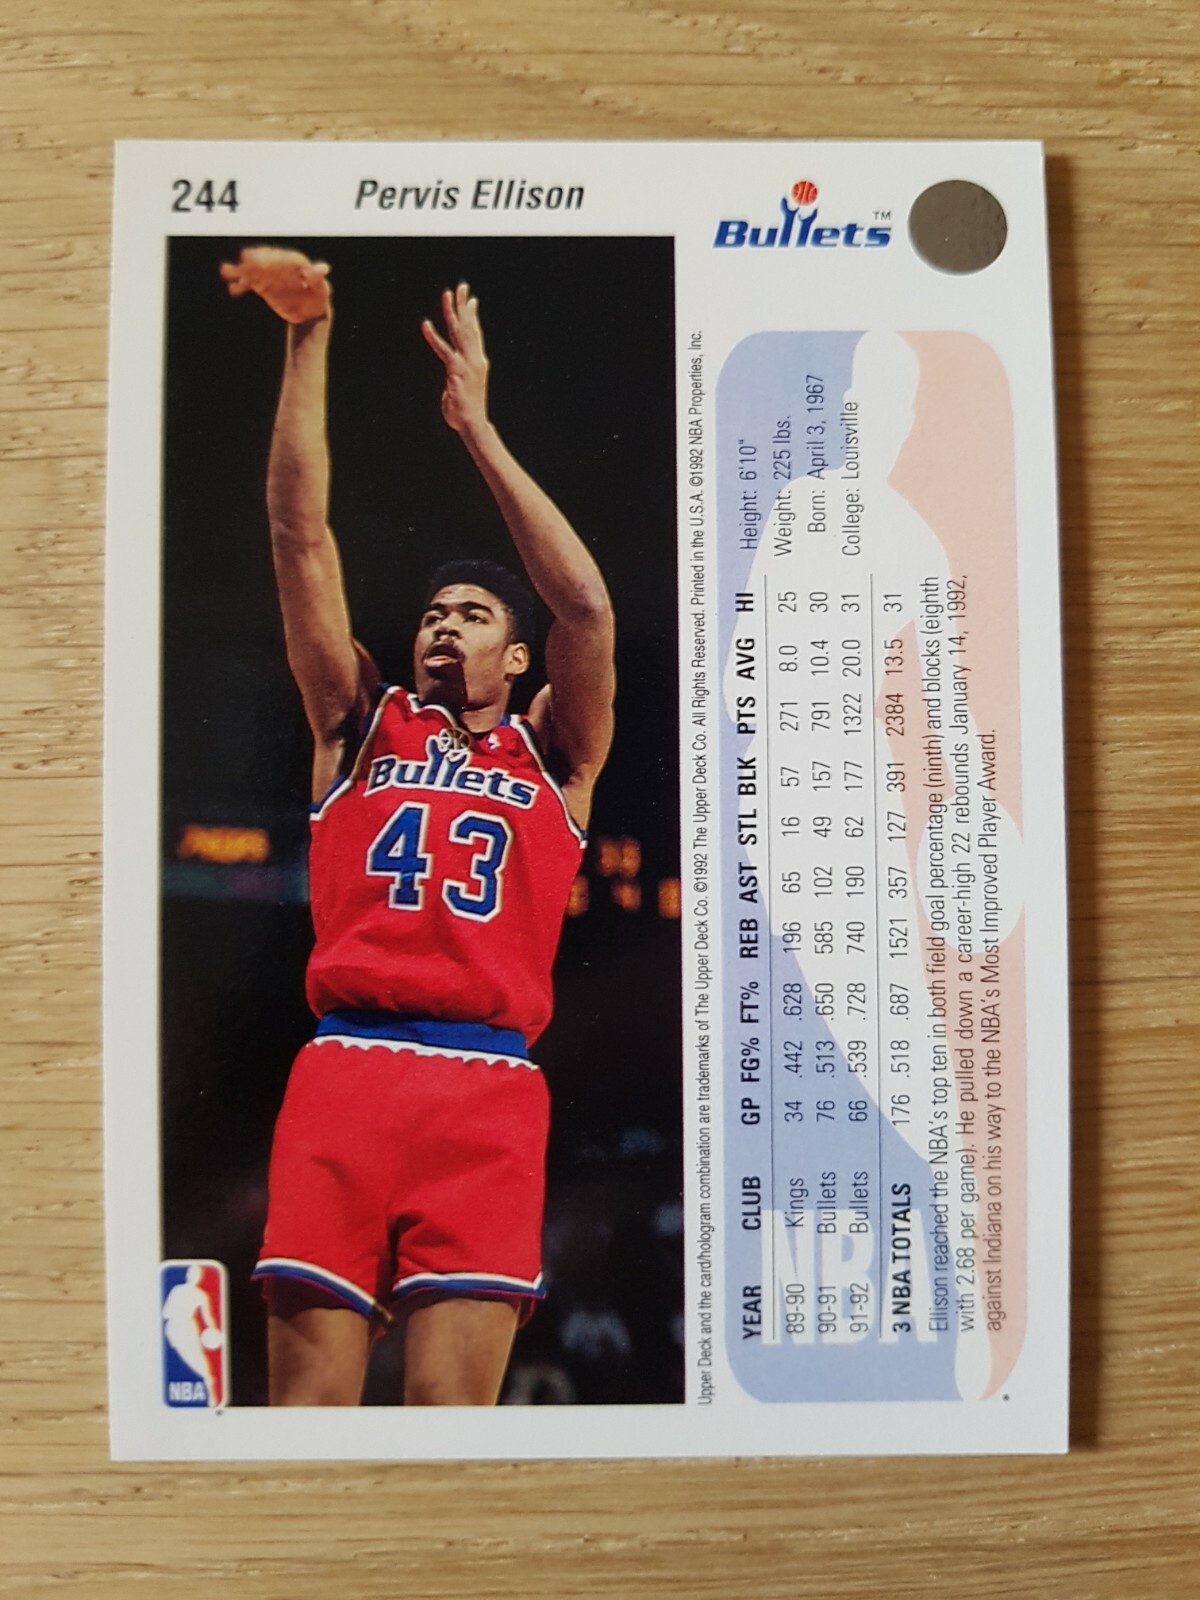 244
Pervis Ellison
Bullets™
Bullets
43
NBA
Upper Deck and the card/hologram combination are trademarks of The Upper Deck Co. ©1992 The Upper Deck Co. All Rights Reserved. Printed in the U.S.A. ©1992 NBA Properties, Inc.
Height: 6'10"
Weight: 225 lbs.
Born: April 3, 1967
College: Louisville
YEAR CLUB GP FG% FT% REB AST STL BLK PTS AVG HI
89-90 Kings 34 .442 .628 196 65 16 57 271 8.0 25
90-91 Bullets 76 .513 .650 585 102 49 157 791 10.4 30
91-92 Bullets 66 .539 .728 740 190 62 177 1322 20.0 31
3 NBA TOTALS 176 .518 .687 1521 357 127 391 2384 13.5 31
Ellison reached the NBA's top ten in both field goal percentage (ninth) and blocks (eighth
with 2.68 per game). He pulled down a career-high 22 rebounds January 14, 1992,
against Indiana on his way to the NBA's Most Improved Player Award.
NBA